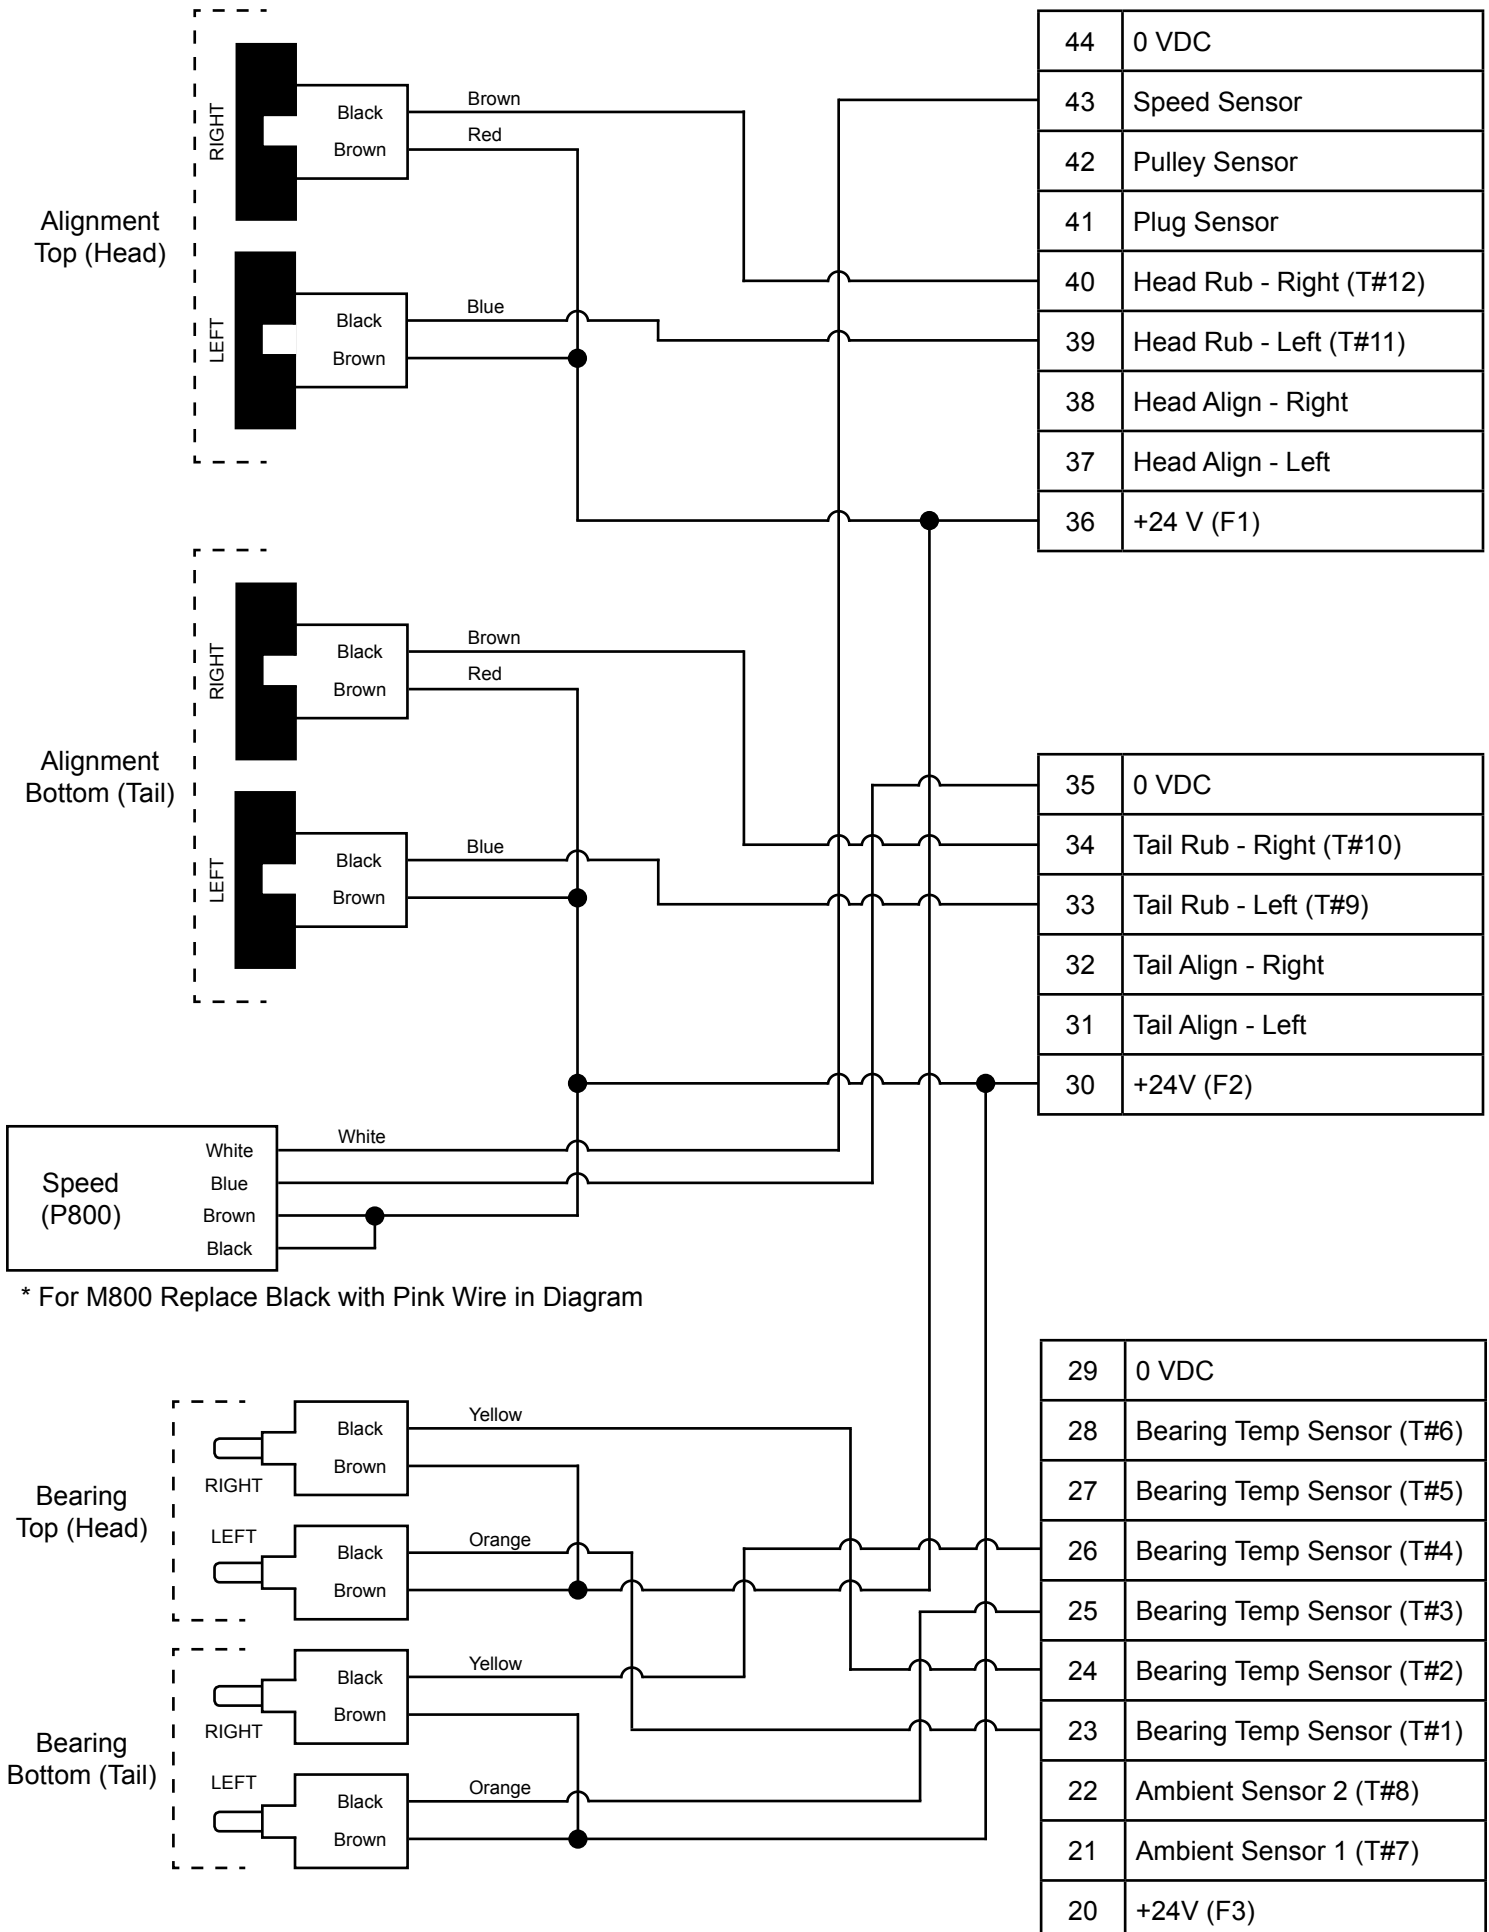 Alignment
Top (Head)
RIGHT
Black
Brown
Brown
Red
LEFT
Black
Brown
Blue
44 0 VDC
43 Speed Sensor
42 Pulley Sensor
41 Plug Sensor
40 Head Rub - Right (T#12)
39 Head Rub - Left (T#11)
38 Head Align - Right
37 Head Align - Left
36 +24 V (F1)
Alignment
Bottom (Tail)
RIGHT
Black
Brown
Brown
Red
LEFT
Black
Brown
Blue
35 0 VDC
34 Tail Rub - Right (T#10)
33 Tail Rub - Left (T#9)
32 Tail Align - Right
31 Tail Align - Left
30 +24V (F2)
Speed
(P800)
White
Blue
Brown
Black
White
* For M800 Replace Black with Pink Wire in Diagram
Bearing
Top (Head)
RIGHT
Black
Brown
Yellow
LEFT
Black
Brown
Orange
Bearing
Bottom (Tail)
RIGHT
Black
Brown
Yellow
LEFT
Black
Brown
Orange
29 0 VDC
28 Bearing Temp Sensor (T#6)
27 Bearing Temp Sensor (T#5)
26 Bearing Temp Sensor (T#4)
25 Bearing Temp Sensor (T#3)
24 Bearing Temp Sensor (T#2)
23 Bearing Temp Sensor (T#1)
22 Ambient Sensor 2 (T#8)
21 Ambient Sensor 1 (T#7)
20 +24V (F3)